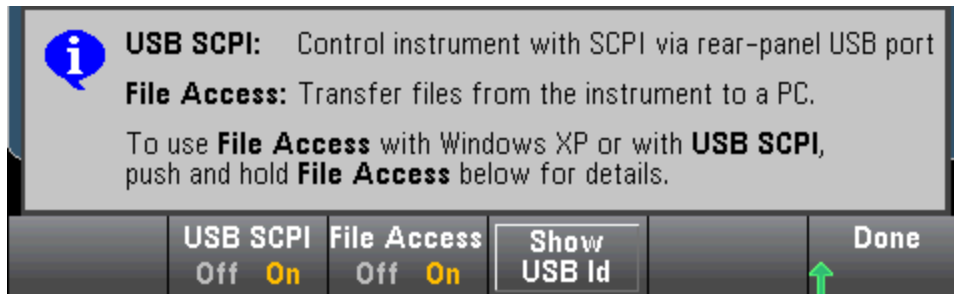 USB SCPI: Control instrument with SCPI via rear-panel USB port
File Access: Transfer files from the instrument to a PC.
To use File Access with Windows XP or with USB SCPI,
push and hold File Access below for details.
USB SCPI File Access Show Done
Off On Off On USB Id